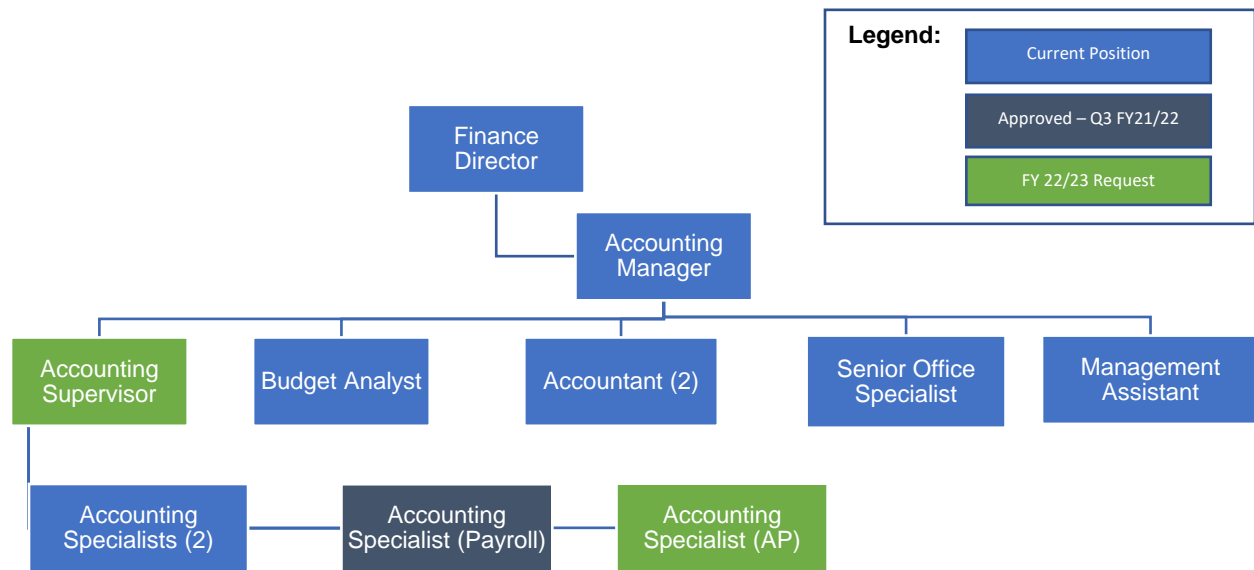 Legend:
Current Position
Approved – Q3 FY21/22
FY 22/23 Request
Finance
Director
Accounting
Manager
Accounting
Supervisor
Budget Analyst
Accountant (2)
Senior Office
Specialist
Management
Assistant
Accounting
Specialists (2)
Accounting
Specialist (Payroll)
Accounting
Specialist (AP)